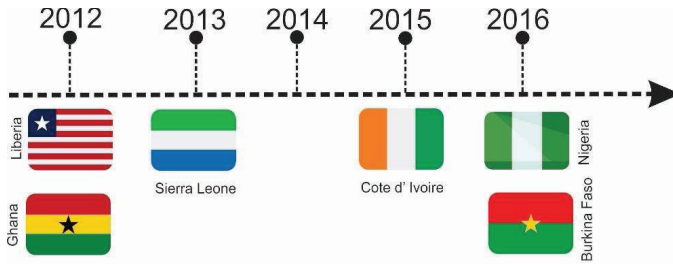 2012 2013 2014 2015 2016
Liberia
Nigeria
Sierra Leone
Cote d' Ivoire
Ghana
Burkina Faso